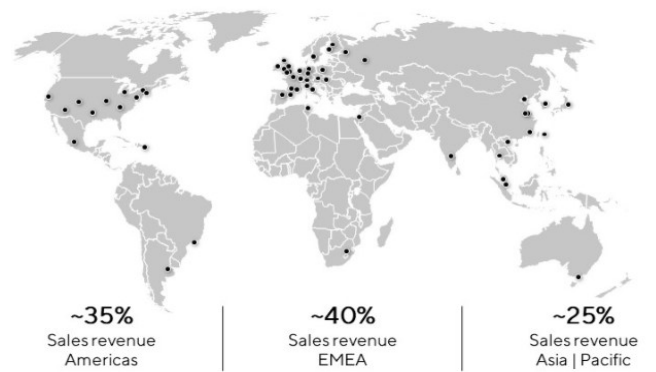 ~35%
Sales revenue
Americas
~40%
Sales revenue
EMEA
~25%
Sales revenue
Asia | Pacific